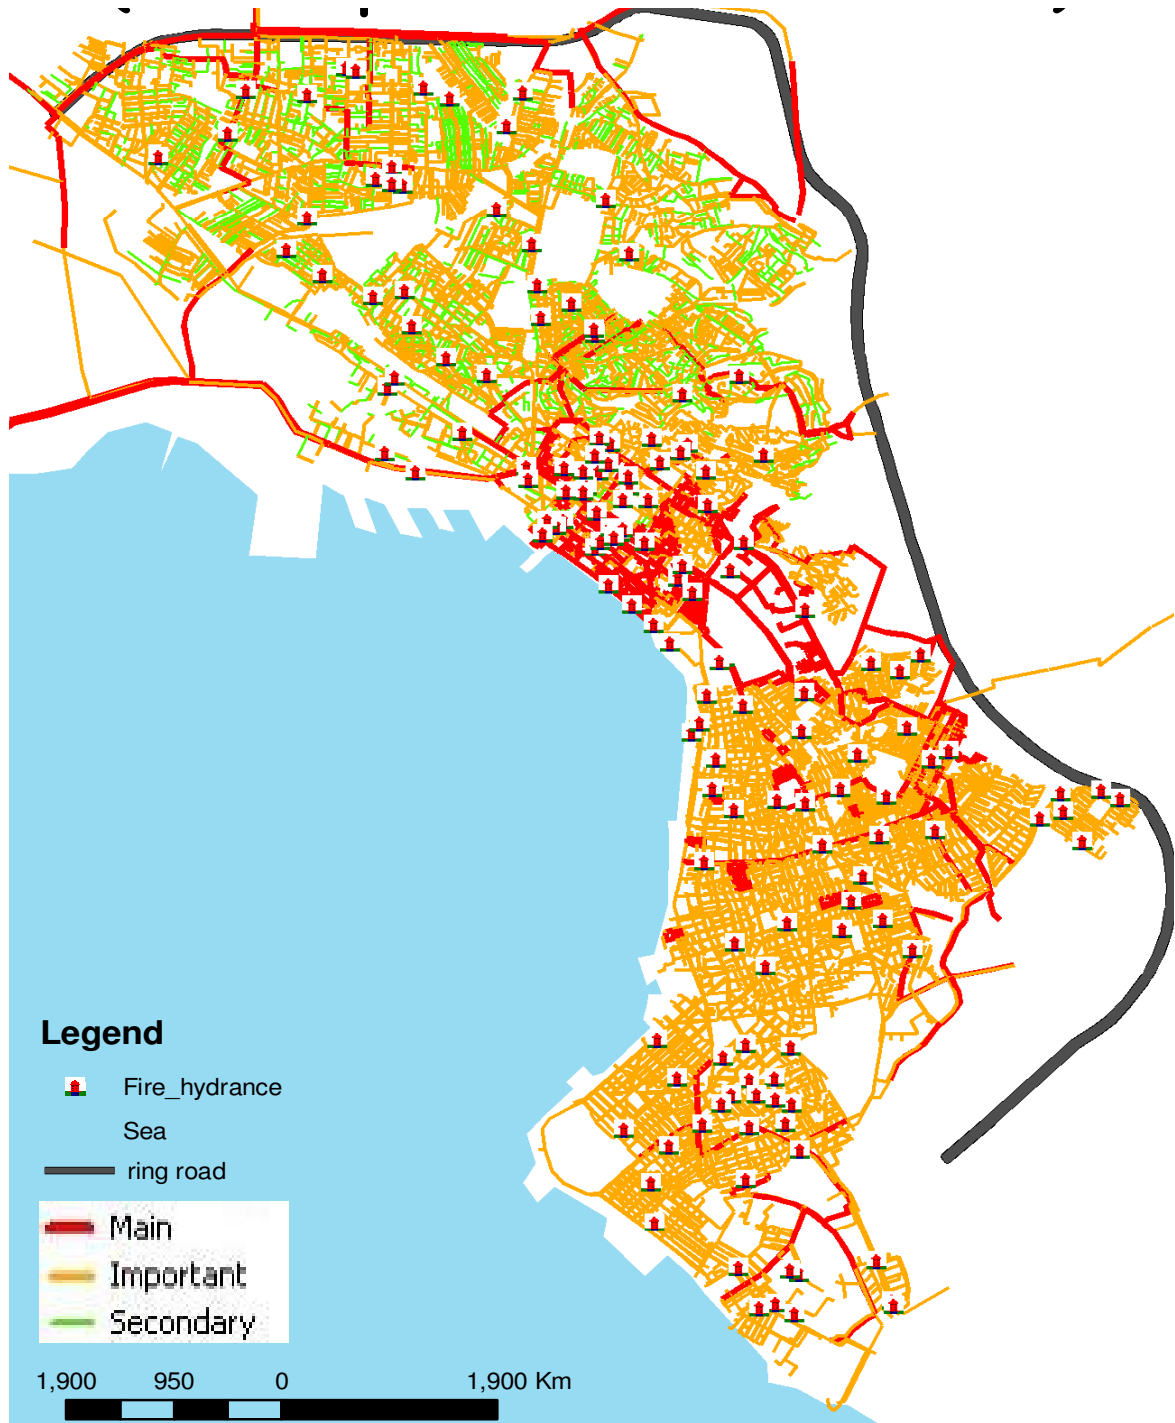 Legend
Fire_hydrance
Sea
ring road
Main
Important
Secondary
1,900 950 0 1,900 Km